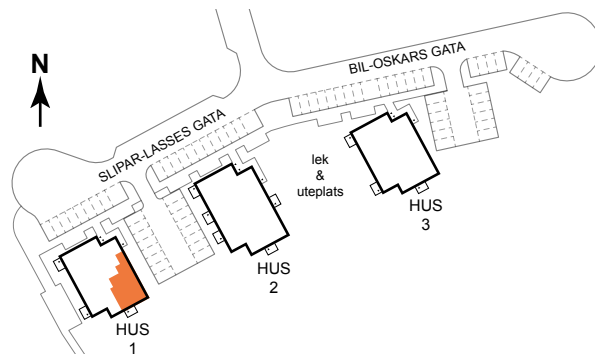 N
BIL-OSKARS GATA
SLIPAR-LASSES GATA
lek
&
uteplats
HUS
3
HUS
2
HUS
1